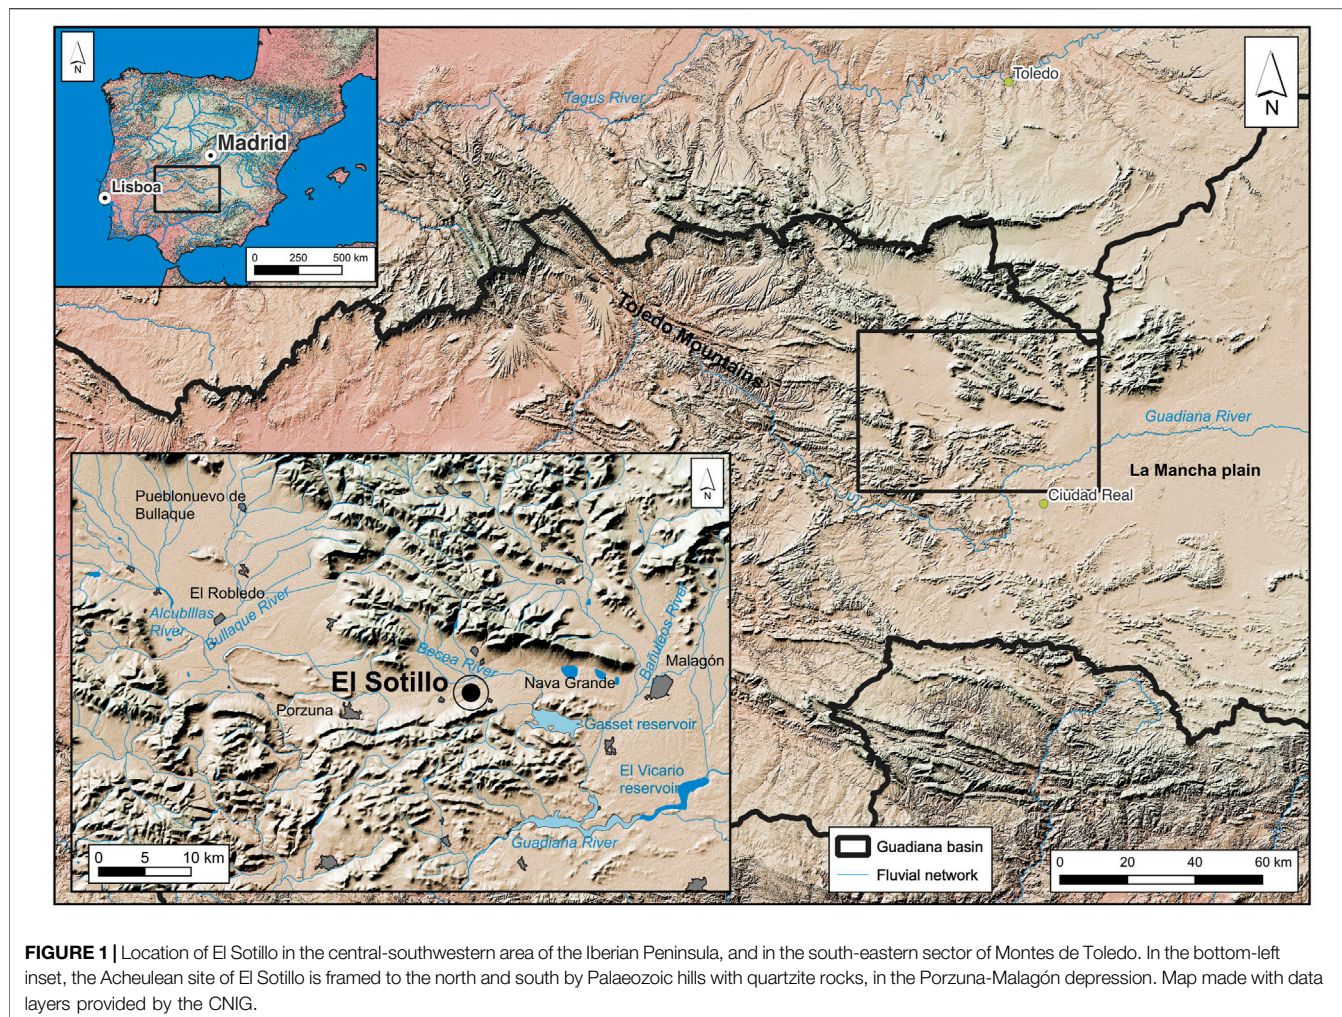 N
Madrid
Lisboa
0 250 500 km
Tagus River
Toledo
N
Toledo Mountains
Guadiana River
La Mancha plain
Ciudad Real
N
Pueblonuevo de
Bullaque
El Robledo
Alcubillas
River
Bullaque River
Becea River
Bañuelos River
El Sotillo
Nava Grande
Malagón
Porzuna
Gasset reservoir
El Vicario
reservoir
Guadiana River
0 5 10 km
Guadiana basin
Fluvial network
0 20 40 60 km
FIGURE 1 | Location of El Sotillo in the central-southwestern area of the Iberian Peninsula, and in the south-eastern sector of Montes de Toledo. In the bottom-left
inset, the Acheulean site of El Sotillo is framed to the north and south by Palaeozoic hills with quartzite rocks, in the Porzuna-Malagón depression. Map made with data
layers provided by the CNIG.